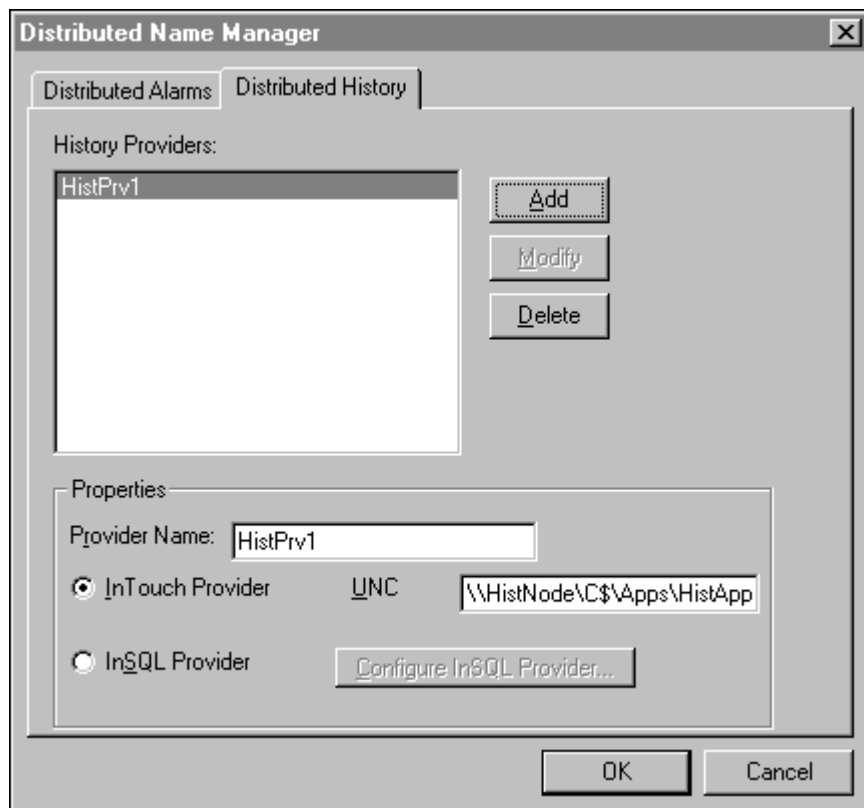 Distributed Name Manager
Distributed Alarms
Distributed History
History Providers:
HistPrv1
Add
Modify
Delete
Properties
Provider Name: HistPrv1
InTouch Provider UNC \\HistNode\C$\Apps\HistApp
InSQL Provider Configure InSQL Provider...
OK Cancel